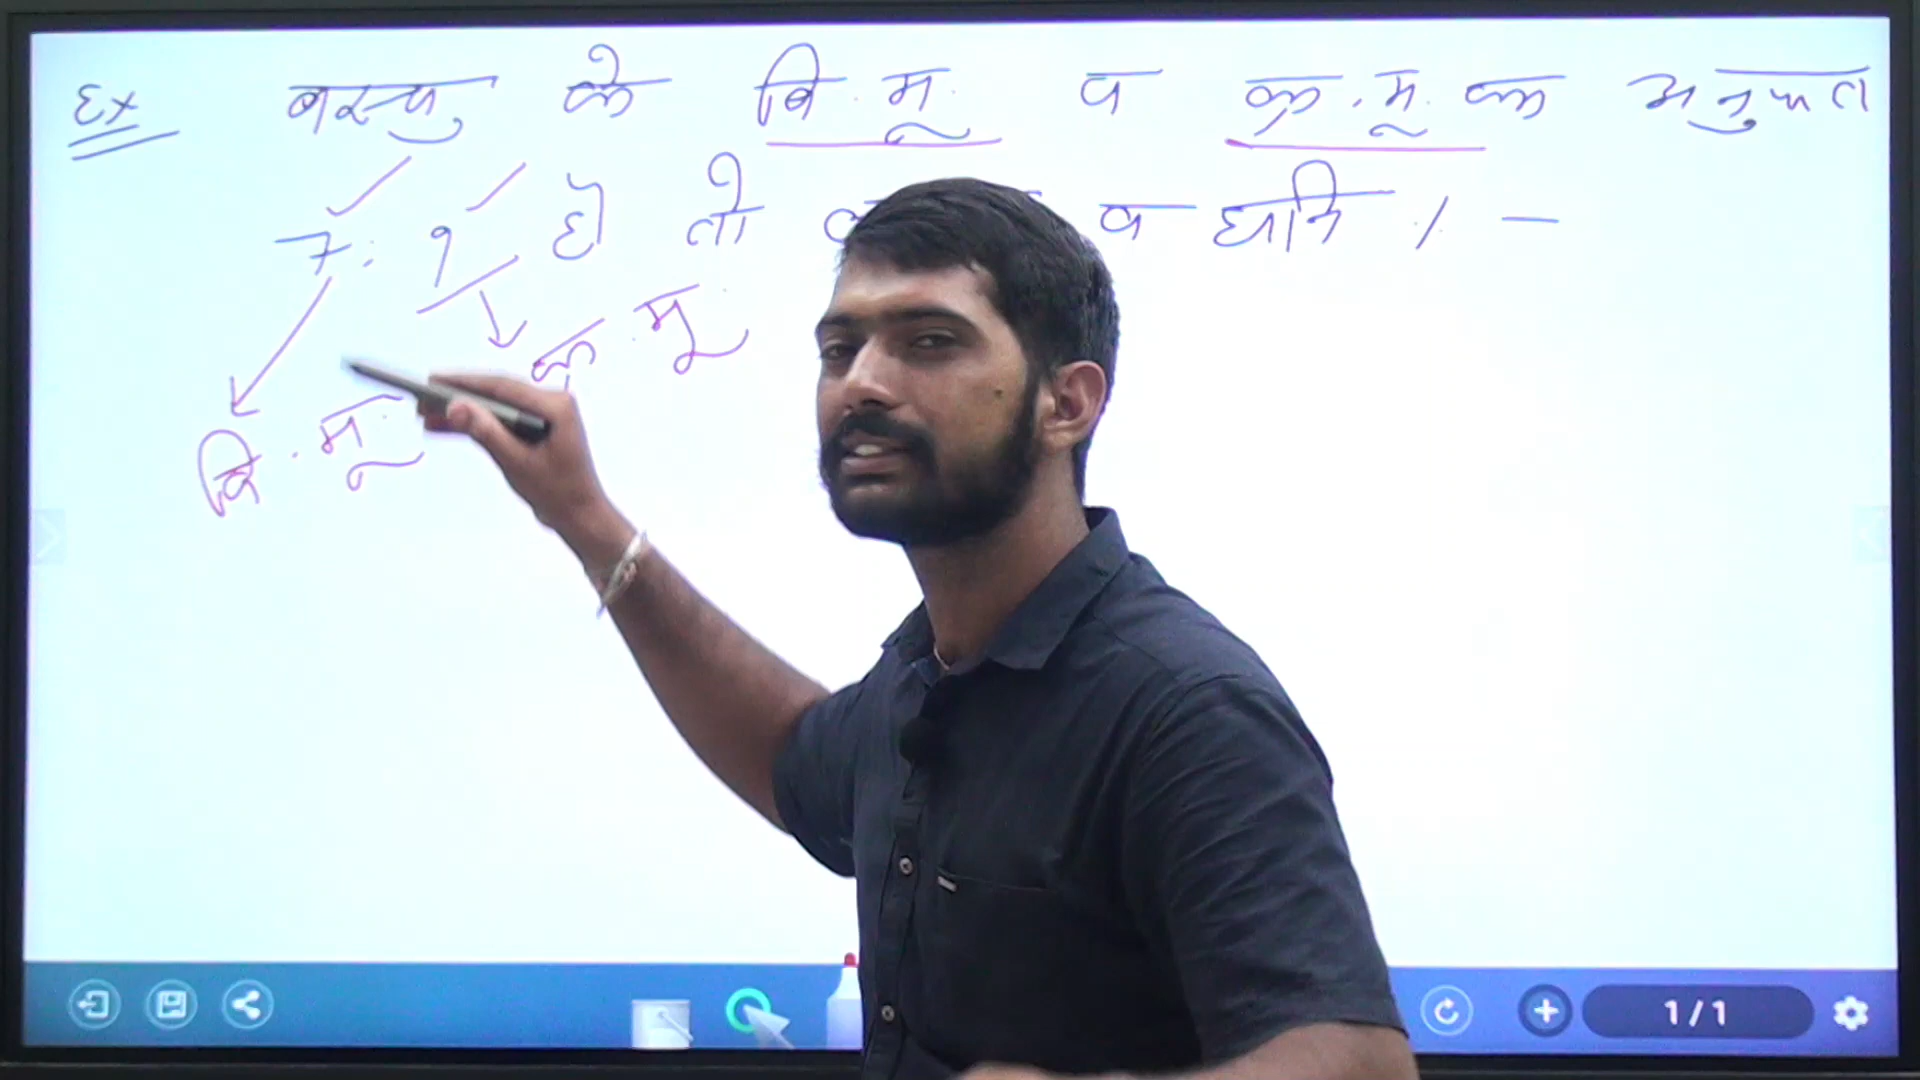 Ex वस्तु के वि.मू. व क्र.मू. का अनुपात
7 : 9 हो तो व हानि % -
क्र.मू.
वि.मू.
1/1